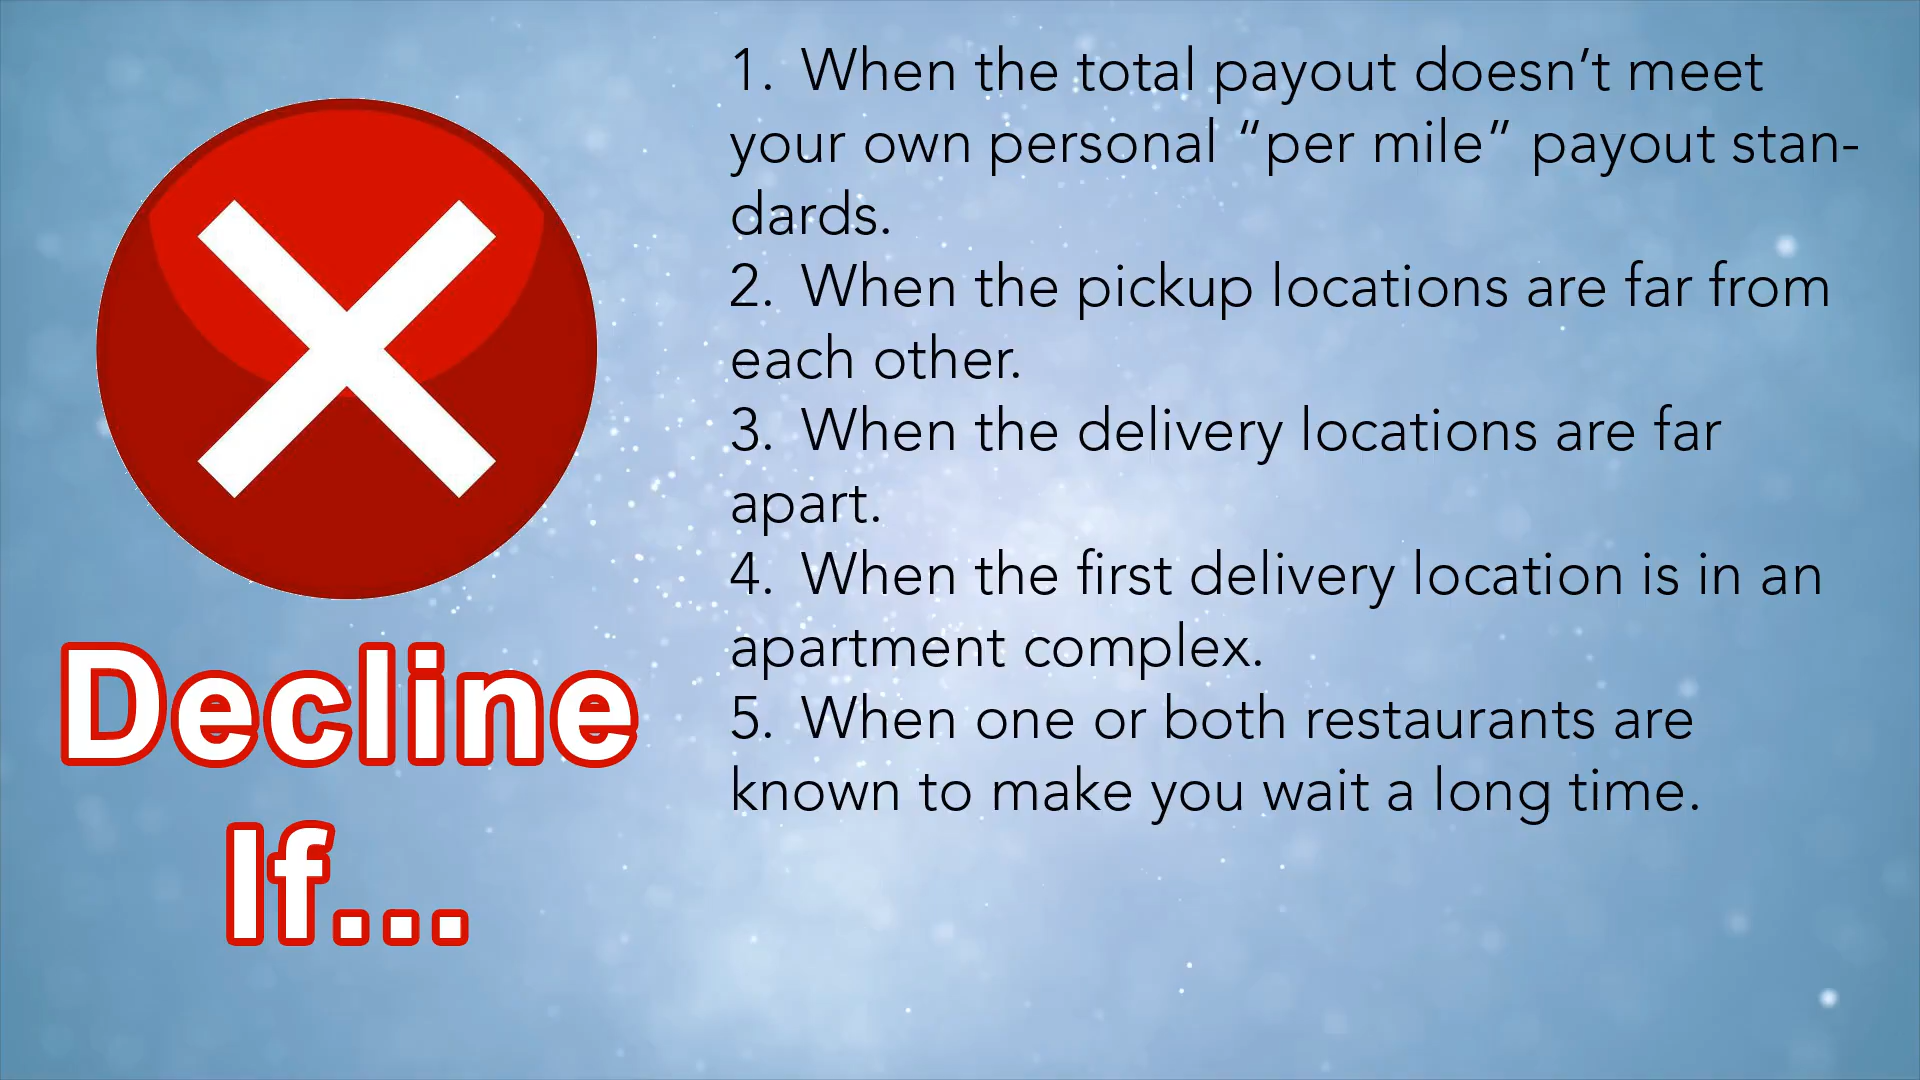 Decline
If...
1. When the total payout doesn’t meet
your own personal “per mile” payout stan-
dards.
2. When the pickup locations are far from
each other.
3. When the delivery locations are far
apart.
4. When the first delivery location is in an
apartment complex.
5. When one or both restaurants are
known to make you wait a long time.